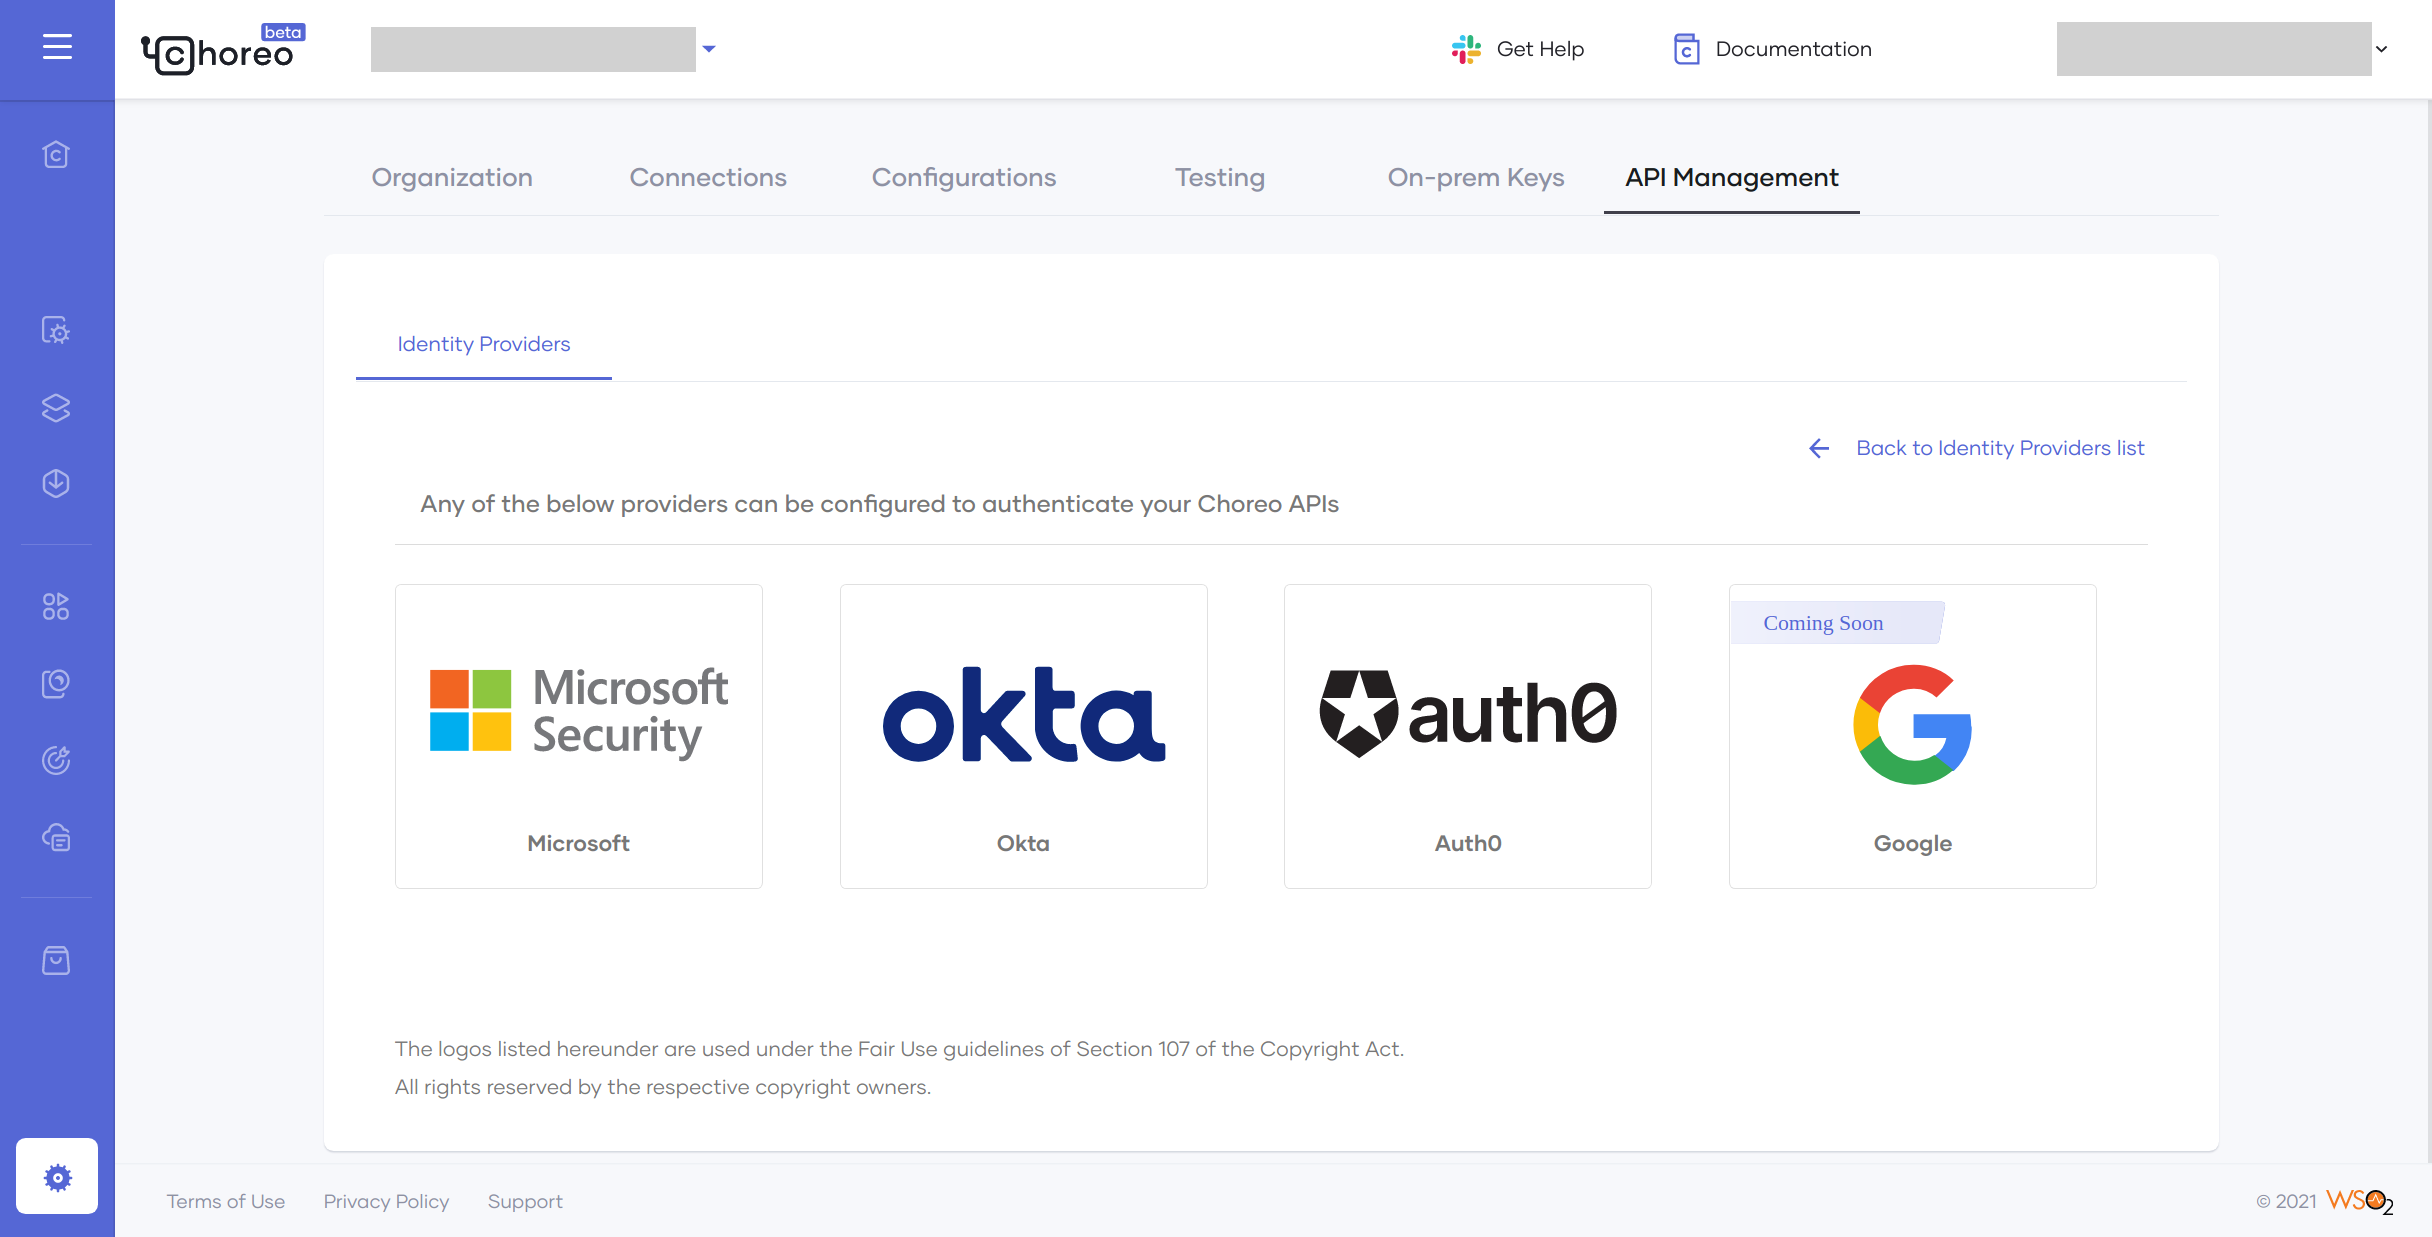 Choreo beta
Get Help
Documentation
Organization
Connections
Configurations
Testing
On-prem Keys
API Management
Identity Providers
Back to Identity Providers list
Any of the below providers can be configured to authenticate your Choreo APIs
Microsoft
Security
okta
auth0
Coming Soon
Microsoft
Okta
Auth0
Google
The logos listed hereunder are used under the Fair Use guidelines of Section 107 of the Copyright Act.
All rights reserved by the respective copyright owners.
Terms of Use
Privacy Policy
Support
© 2021 WSO2